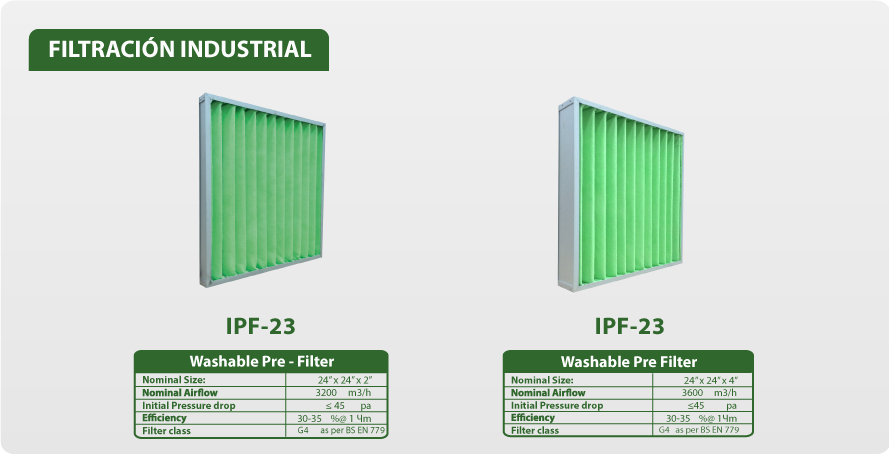 FILTRACIÓN INDUSTRIAL
IPF-23
Washable Pre - Filter
Nominal Size: 24” x 24” x 2”
Nominal Airflow 3200 m3/h
Initial Pressure drop ≤ 45 pa
Efficiency 30-35 %@ 1 Чm
Filter class G4 as per BS EN 779
IPF-23
Washable Pre Filter
Nominal Size: 24” x 24” x 4”
Nominal Airflow 3600 m3/h
Initial Pressure drop ≤45 pa
Efficiency 30-35 %@ 1 Чm
Filter class G4 as per BS EN 779